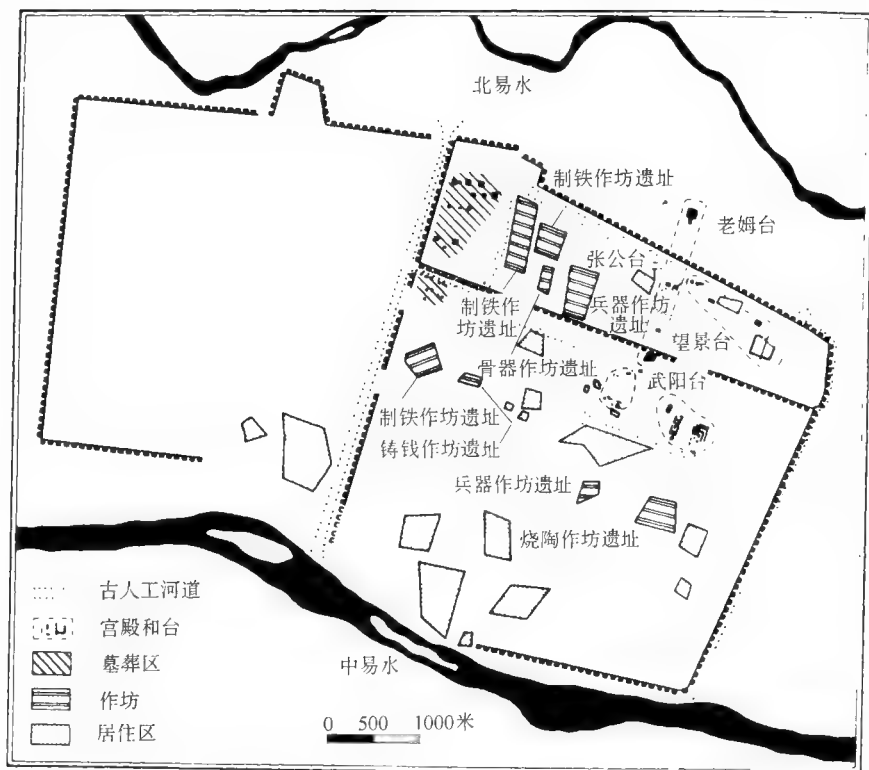 北易水
制铁作坊遗址
老姆台
张公台
制铁作
坊遗址
兵器作坊
遗址
望景台
骨器作坊遗址
武阳台
制铁作坊遗址
铸钱作坊遗址
兵器作坊遗址
烧陶作坊遗址
古人工河道
宫殿和台
墓葬区
中易水
作坊
居住区
0 500 1000米